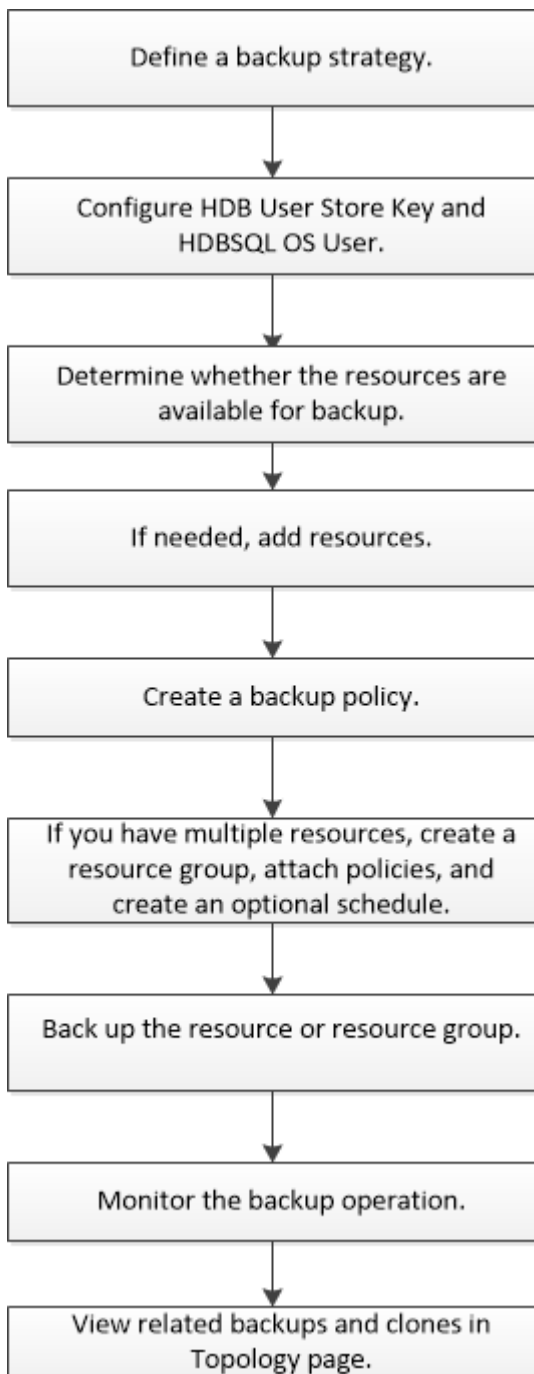 Define a backup strategy.
Configure HDB User Store Key and
HDBSQL OS User.
Determine whether the resources are
available for backup.
If needed, add resources.
Create a backup policy.
If you have multiple resources, create a
resource group, attach policies, and
create an optional schedule.
Back up the resource or resource group.
Monitor the backup operation.
View related backups and clones in
Topology page.